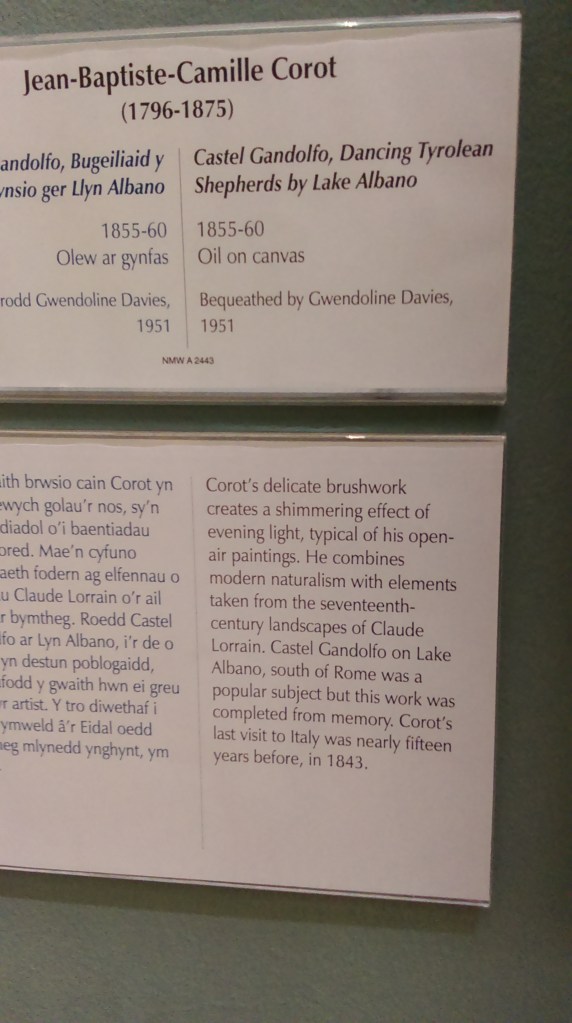 Jean-Baptiste-Camille Corot
(1796-1875)
andolfo, Bugeiliaid y
ynsio ger Llyn Albano
1855-60
Olew ar gynfas
rodd Gwendoline Davies,
1951
Castel Gandolfo, Dancing Tyrolean
Shepherds by Lake Albano
1855-60
Oil on canvas
Bequeathed by Gwendoline Davies,
1951
NMW A 2443
ith brwsio cain Corot yn
ewych golau'r nos, sy'n
diadol o'i baentiadau
ored. Mae'n cyfuno
aeth fodern ag elfennau o
u Claude Lorrain o'r ail
r bymtheg. Roedd Castel
lfo ar Lyn Albano, i'r de o
yn destun poblogaidd,
fodd y gwaith hwn ei greu
yr artist. Y tro diwethaf i
ymweld â'r Eidal oedd
neg mlynedd ynghynt, ym
Corot's delicate brushwork
creates a shimmering effect of
evening light, typical of his open-
air paintings. He combines
modern naturalism with elements
taken from the seventeenth-
century landscapes of Claude
Lorrain. Castel Gandolfo on Lake
Albano, south of Rome was a
popular subject but this work was
completed from memory. Corot's
last visit to Italy was nearly fifteen
years before, in 1843.